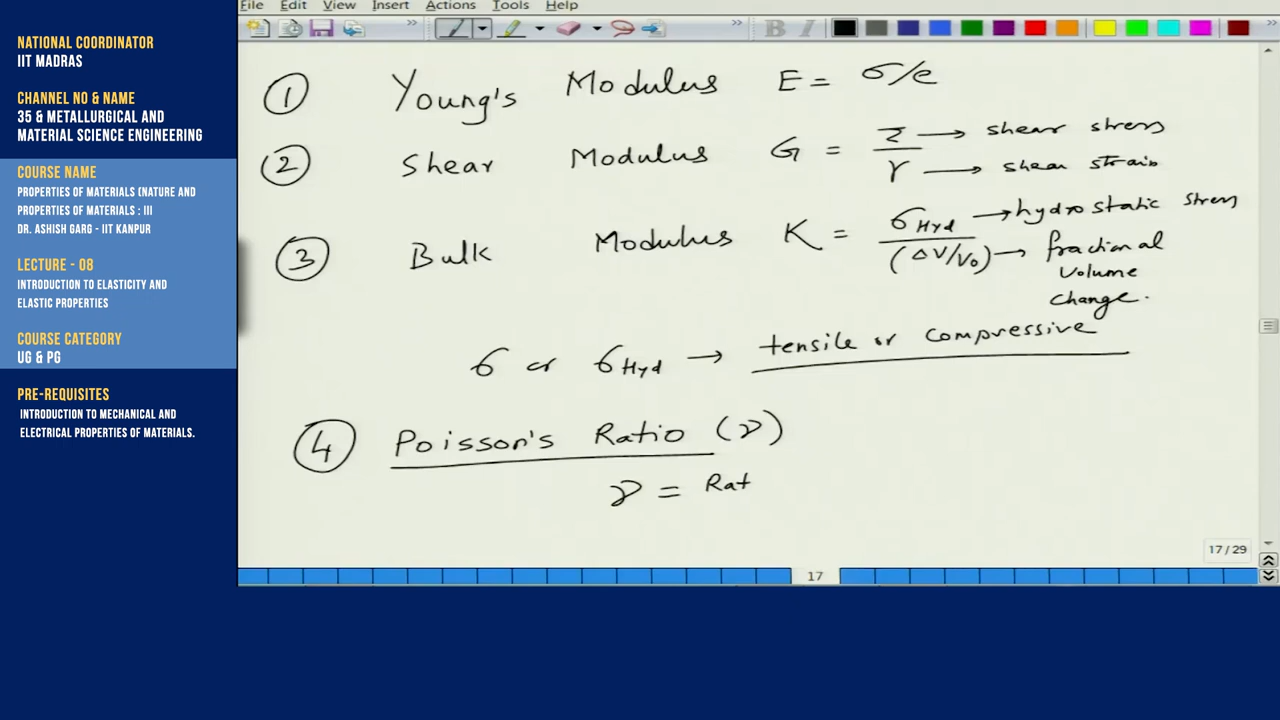 NATIONAL COORDINATOR
IIT MADRAS
CHANNEL NO & NAME
35 & METALLURGICAL AND
MATERIAL SCIENCE ENGINEERING
COURSE NAME
PROPERTIES OF MATERIALS (NATURE AND
PROPERTIES OF MATERIALS : III
DR. ASHISH GARG - IIT KANPUR
LECTURE - 08
INTRODUCTION TO ELASTICITY AND
ELASTIC PROPERTIES
COURSE CATEGORY
UG & PG
PRE-REQUISITES
INTRODUCTION TO MECHANICAL AND
ELECTRICAL PROPERTIES OF MATERIALS.
File Edit View Insert Actions Tools Help
B I
① Young's Modulus E = σ/e
② Shear Modulus G = τ/γ
τ → shear stress
γ → shear strain
③ Bulk Modulus K = σHyd/(ΔV/V₀)
σHyd → hydrostatic stress
(ΔV/V₀) → fractional
volume
change.
σ or σHyd → tensile or compressive
④ Poisson's Ratio (ν)
ν = Rat
17 / 29
17